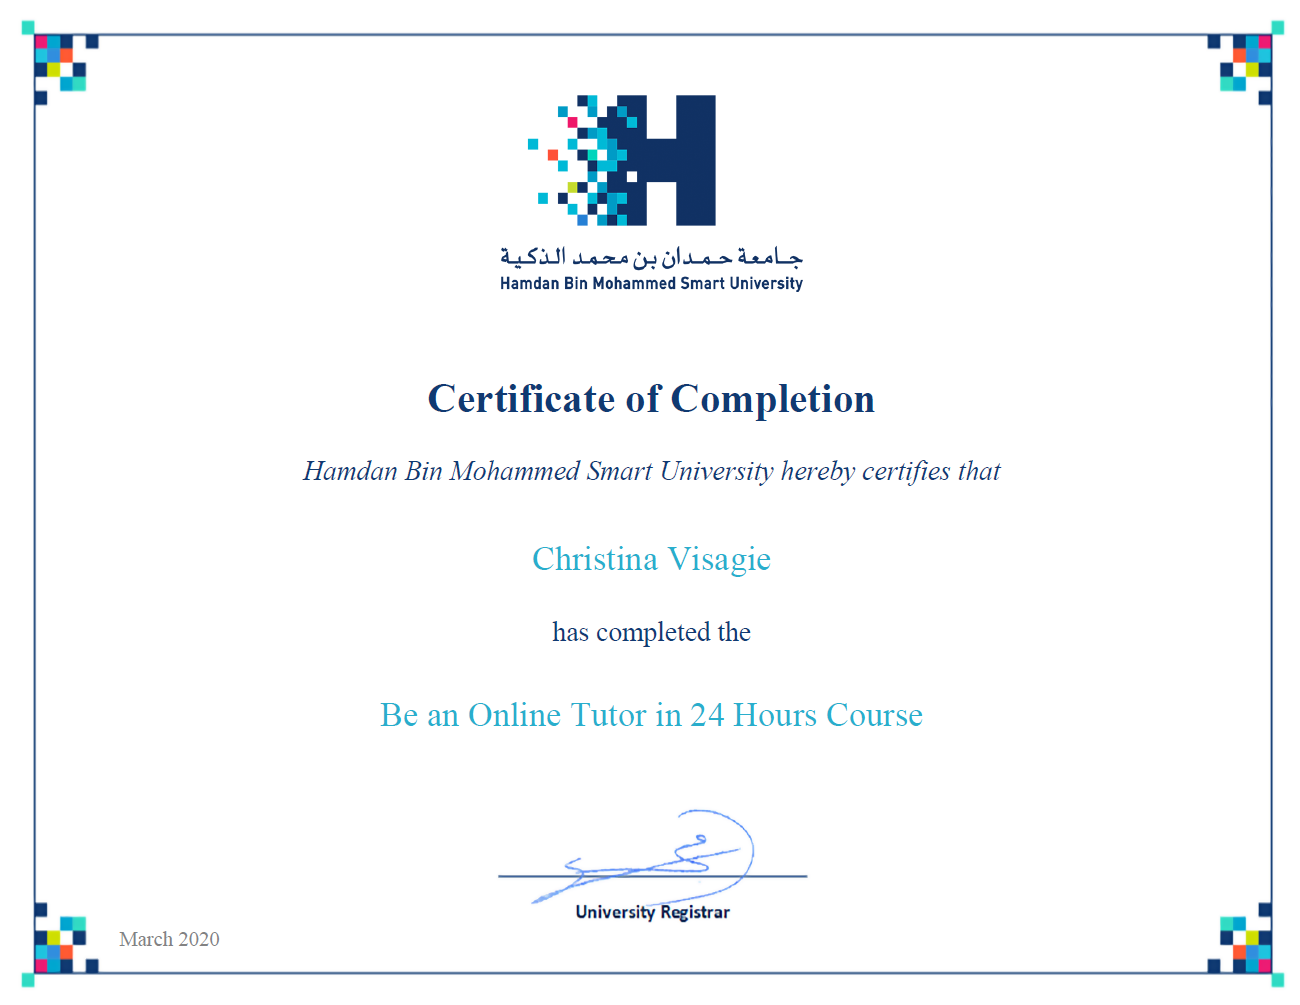 جامعة حمدان بن محمد الذكية
Hamdan Bin Mohammed Smart University
Certificate of Completion
Hamdan Bin Mohammed Smart University hereby certifies that
Christina Visagie
has completed the
Be an Online Tutor in 24 Hours Course
University Registrar
March 2020